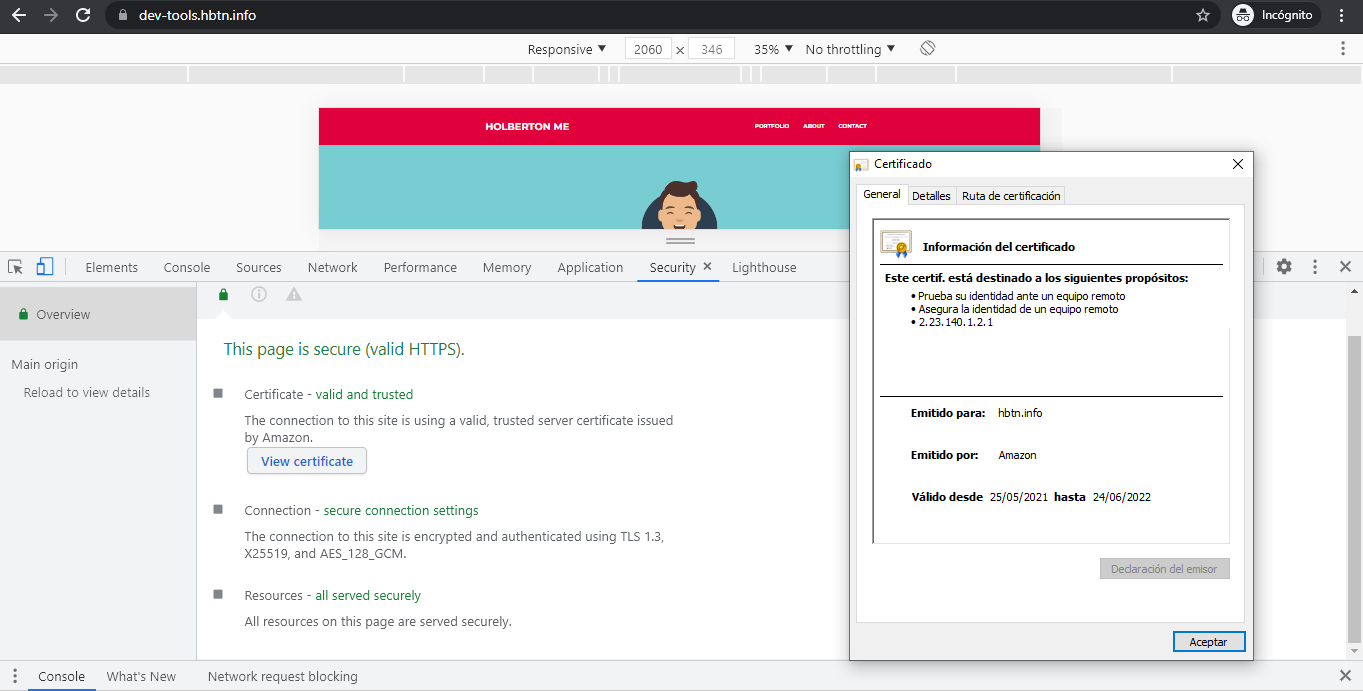 dev-tools.hbtn.info
Incógnito
Responsive ▼ 2060 x 346 35% ▼ No throttling ▼
HOLBERTON ME
PORTFOLIO ABOUT CONTACT
Elements Console Sources Network Performance Memory Application Security ✕ Lighthouse
Overview
Main origin
Reload to view details
This page is secure (valid HTTPS).
Certificate - valid and trusted
The connection to this site is using a valid, trusted server certificate issued
by Amazon.
View certificate
Connection - secure connection settings
The connection to this site is encrypted and authenticated using TLS 1.3,
X25519, and AES_128_GCM.
Resources - all served securely
All resources on this page are served securely.
Certificado
General Detalles Ruta de certificación
Información del certificado
Este certif. está destinado a los siguientes propósitos:
• Prueba su identidad ante un equipo remoto
• Asegura la identidad de un equipo remoto
• 2.23.140.1.2.1
Emitido para: hbtn.info
Emitido por: Amazon
Válido desde 25/05/2021 hasta 24/06/2022
Declaración del emisor
Aceptar
Console What's New Network request blocking